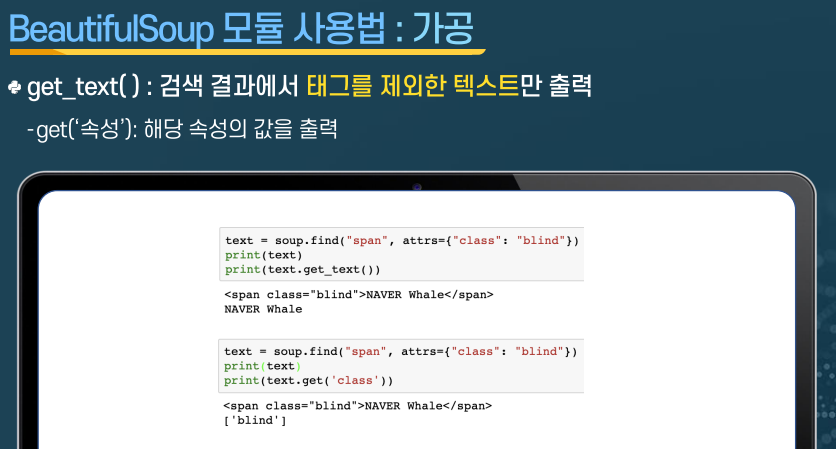 BeautifulSoup 모듈 사용법 : 가공
get_text( ) : 검색 결과에서 태그를 제외한 텍스트만 출력
-get(‘속성’): 해당 속성의 값을 출력
text = soup.find("span", attrs={"class": "blind"})
print(text)
print(text.get_text())
<span class="blind">NAVER Whale</span>
NAVER Whale
text = soup.find("span", attrs={"class": "blind"})
print(text)
print(text.get('class'))
<span class="blind">NAVER Whale</span>
['blind']